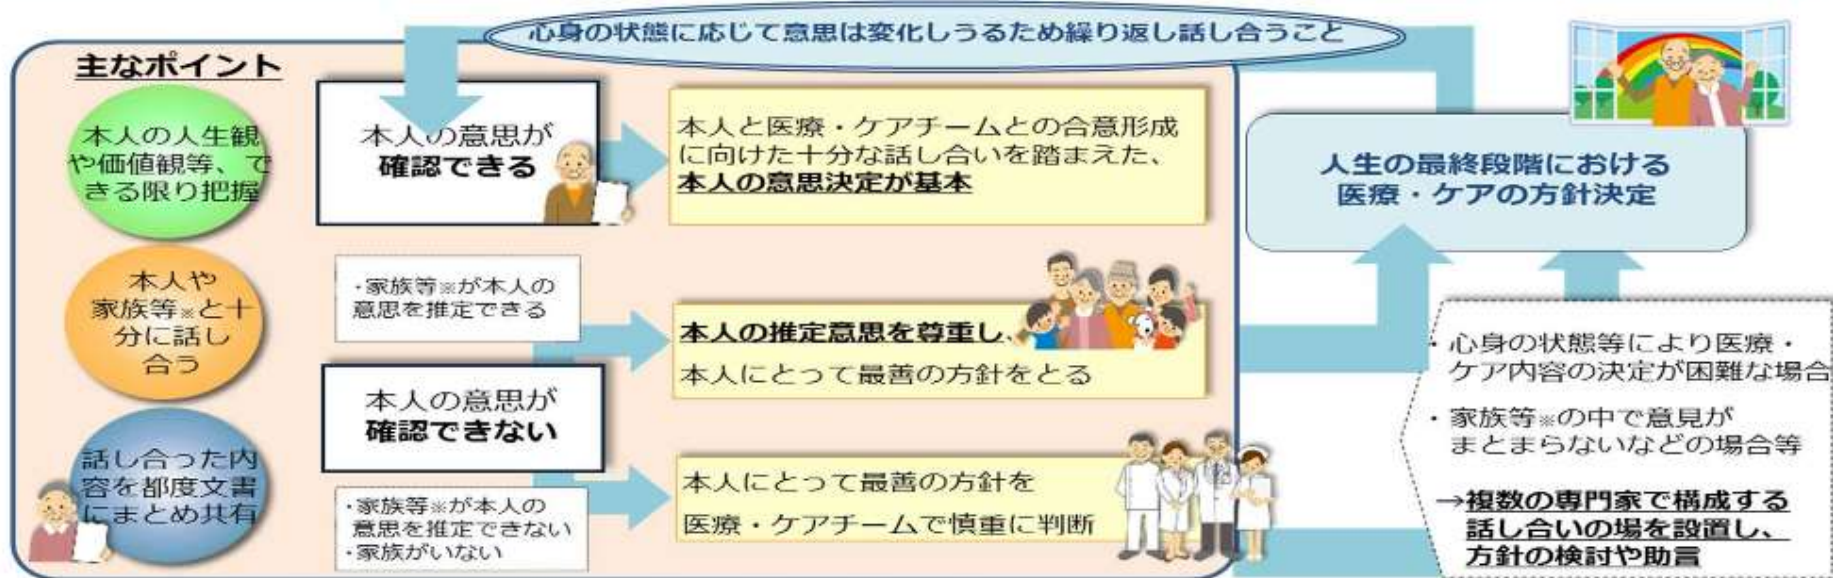 心身の状態に応じて意思は変化しうるため繰り返し話し合うこと
主なポイント
本人の人生観
や価値観等、で
きる限り把握
本人や
家族等※と十
分に話し
合う
話し合った内
容を都度文書
にまとめ共有
本人の意思が
確認できる
本人と医療・ケアチームとの合意形成
に向けた十分な話し合いを踏まえた、
本人の意思決定が基本
・家族等※が本人の
意思を推定できる
本人の推定意思を尊重し、
本人にとって最善の方針をとる
本人の意思が
確認できない
・家族等※が本人の
意思を推定できない
・家族がいない
本人にとって最善の方針を
医療・ケアチームで慎重に判断
人生の最終段階における
医療・ケアの方針決定
・心身の状態等により医療・
ケア内容の決定が困難な場合
・家族等※の中で意見が
まとまらないなどの場合等
→複数の専門家で構成する
話し合いの場を設置し、
方針の検討や助言